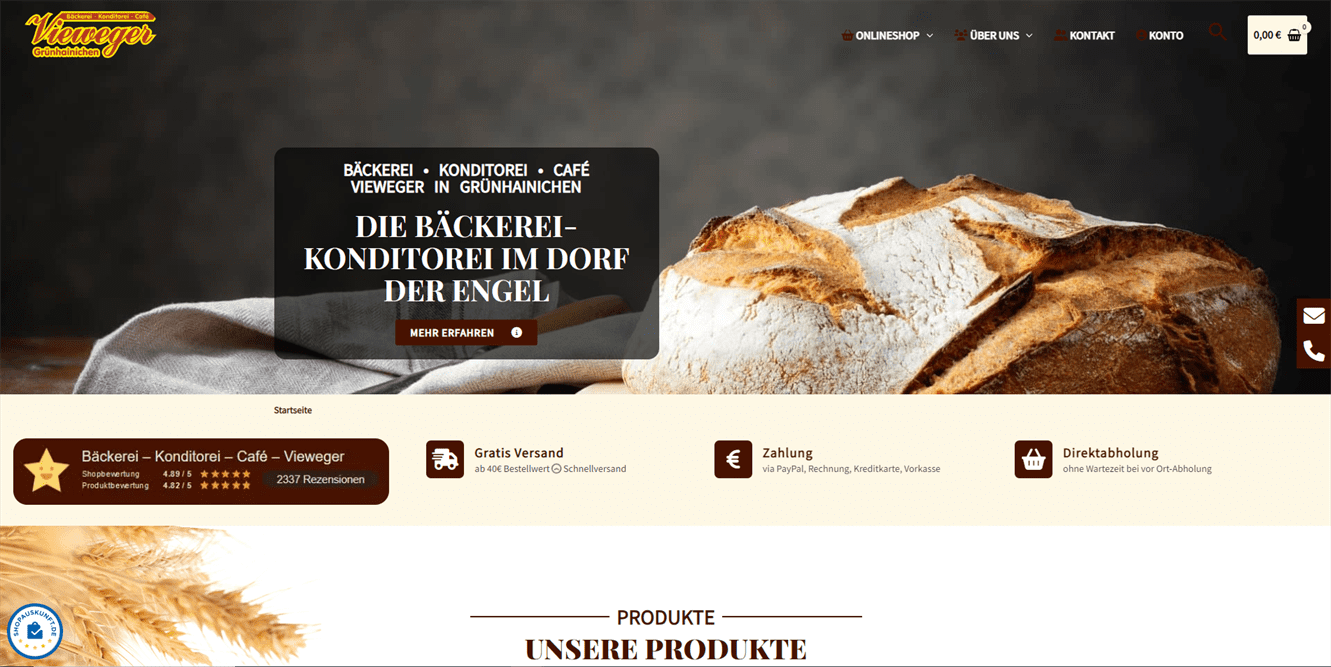 Bäckerei - Konditorei - Café
Vieweger
Grünhainichen
ONLINESHOP
ÜBER UNS
KONTAKT
KONTO
0,00 €
0
BÄCKEREI • KONDITOREI • CAFÉ
VIEWEGER IN GRÜNHAINICHEN
DIE BÄCKEREI-
KONDITOREI IM DORF
DER ENGEL
MEHR ERFAHREN
Startseite
Bäckerei – Konditorei – Café – Vieweger
Shopbewertung 4.89 / 5
Produktbewertung 4.82 / 5
2337 Rezensionen
Gratis Versand
ab 40€ Bestellwert Schnellversand
€
Zahlung
via PayPal, Rechnung, Kreditkarte, Vorkasse
Direktabholung
ohne Wartezeit bei vor Ort-Abholung
SHOPAUSKUNFT.DE
PRODUKTE
UNSERE PRODUKTE